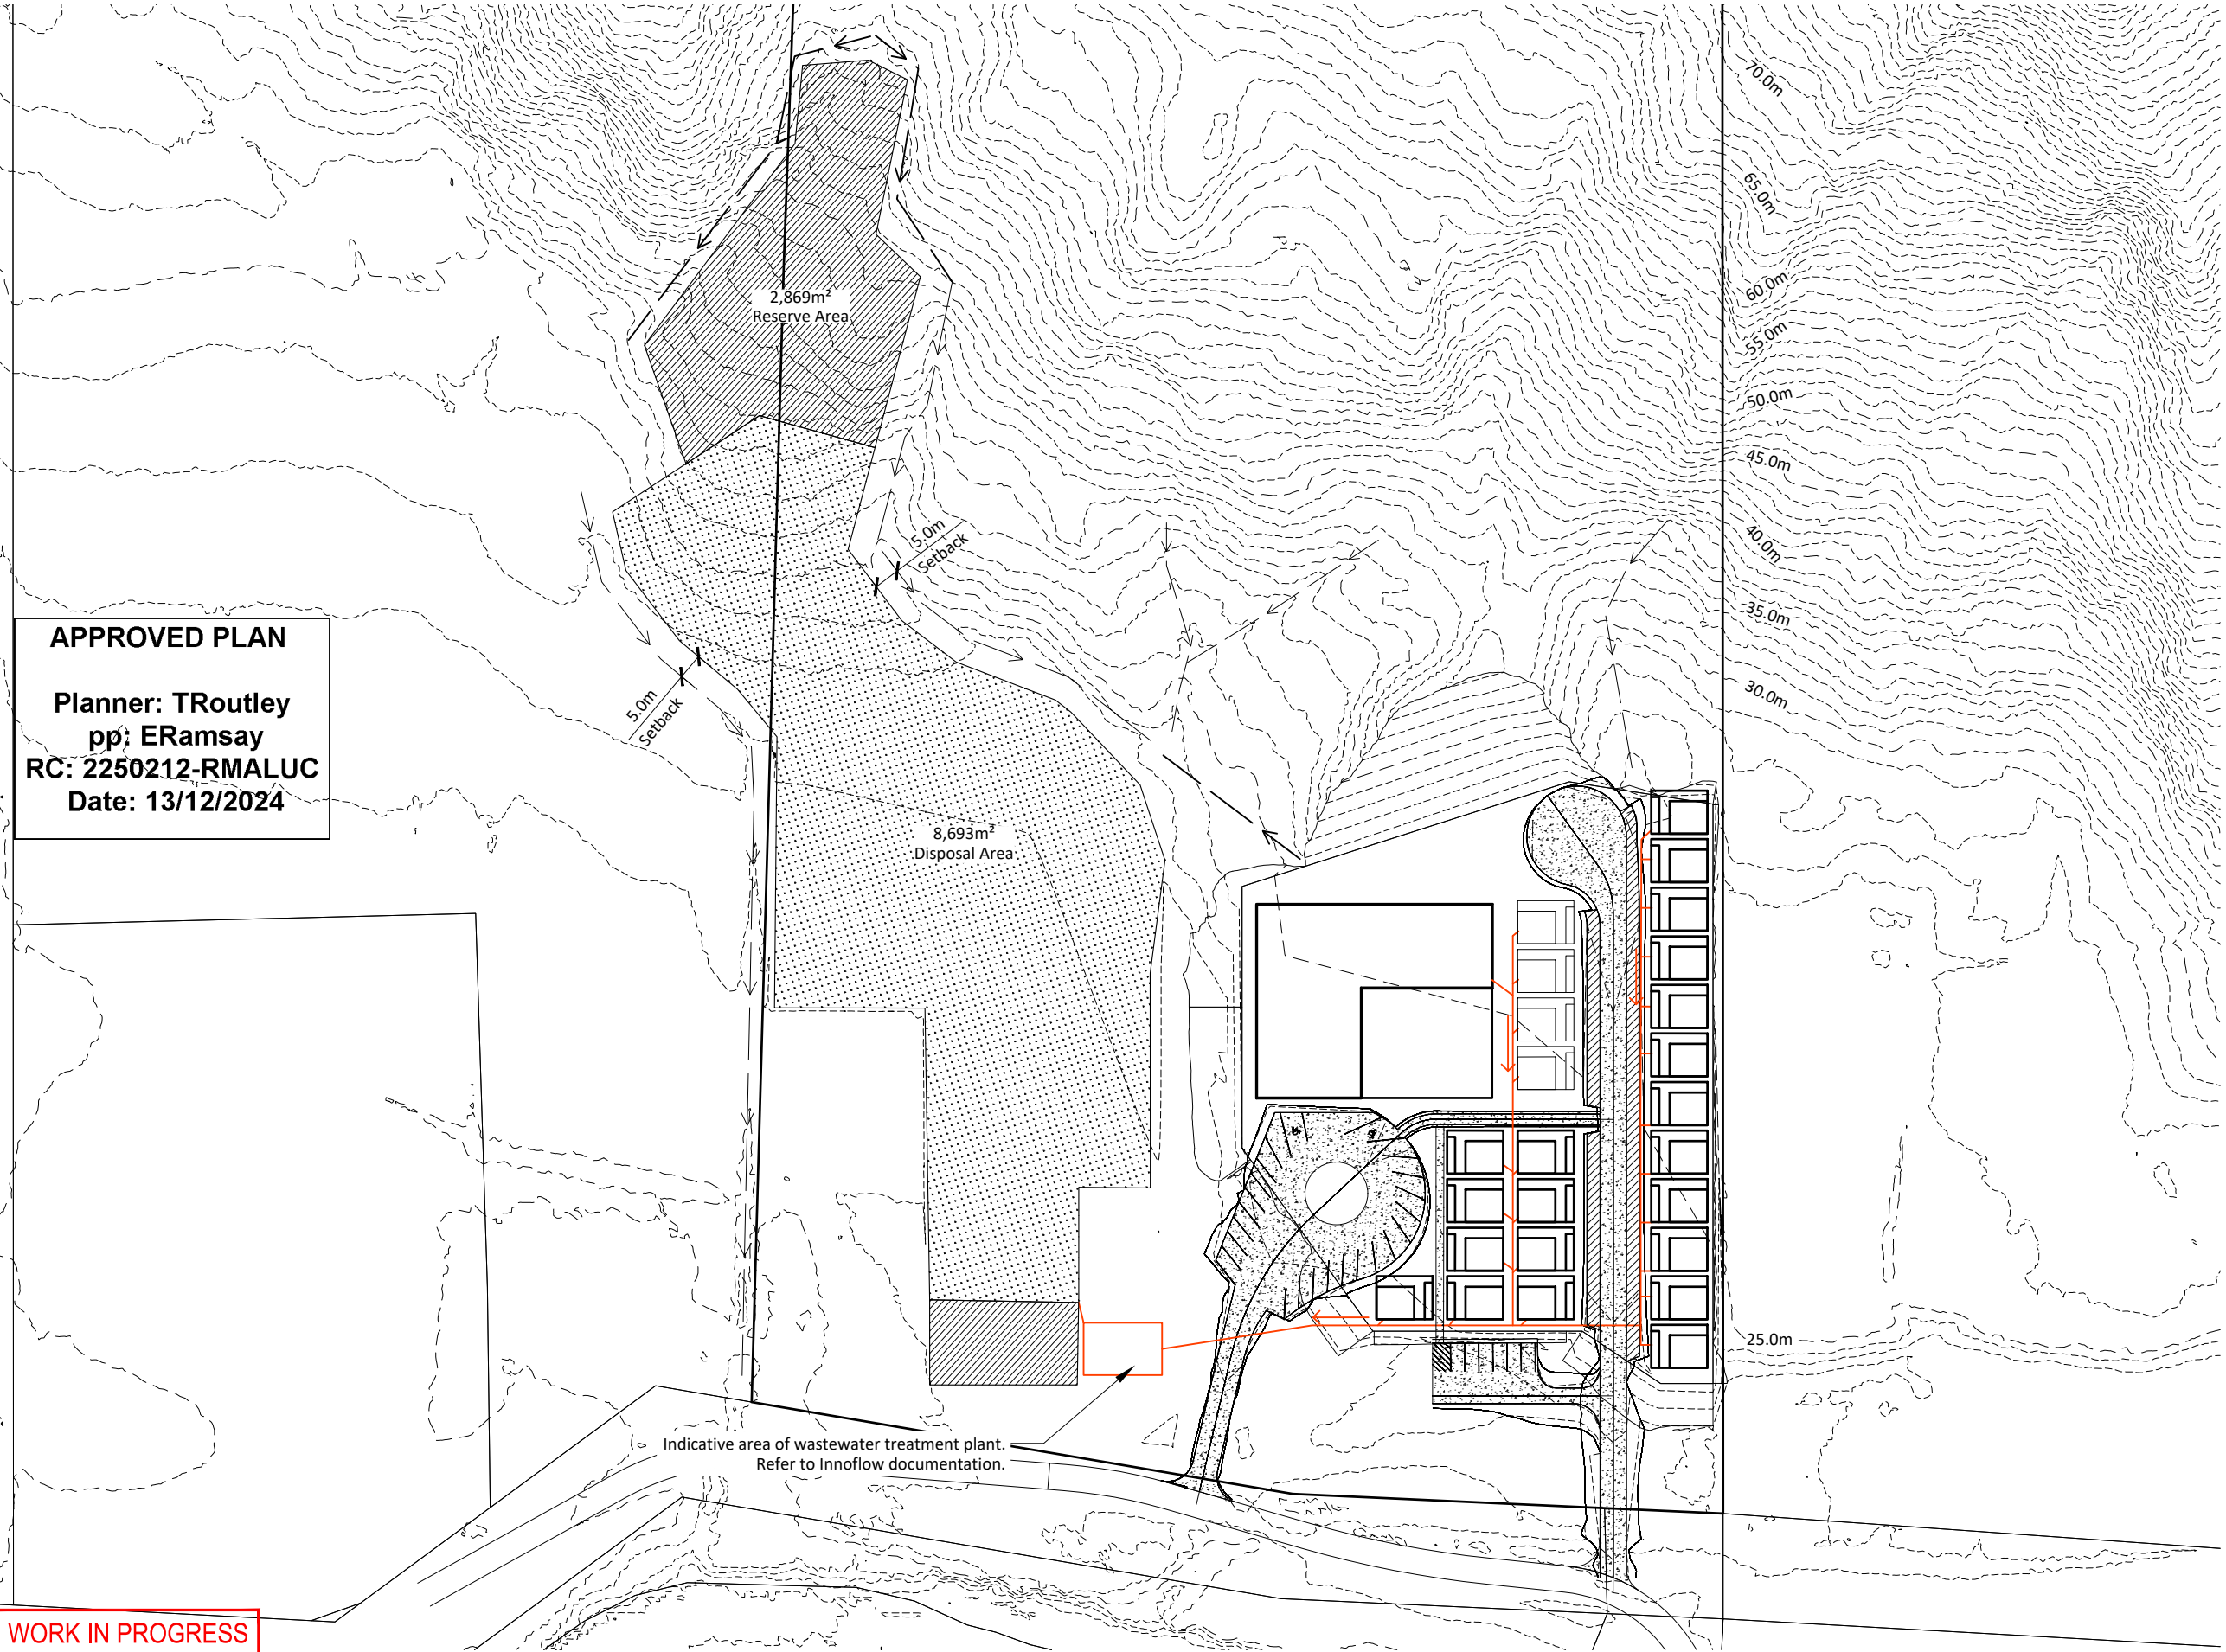 70.0m
65.0m
60.0m
55.0m
50.0m
45.0m
40.0m
35.0m
30.0m
25.0m
2,869m²
Reserve Area
5.0m
Setback
5.0m
Setback
APPROVED PLAN
Planner: TRoutley
pp: ERamsay
RC: 2250212-RMALUC
Date: 13/12/2024
8,693m²
Disposal Area
Indicative area of wastewater treatment plant.
Refer to Innoflow documentation.
WORK IN PROGRESS